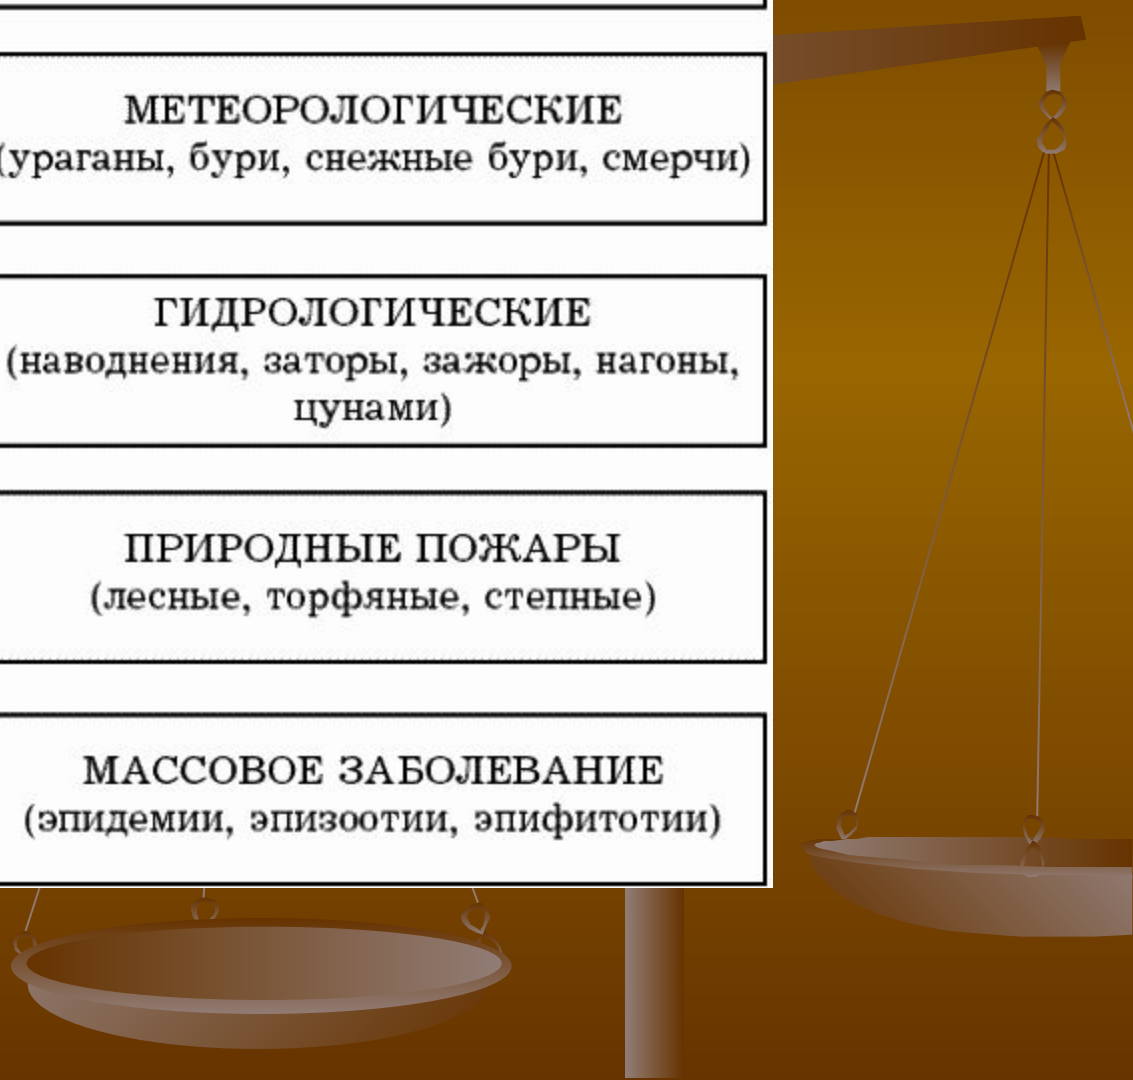 МЕТЕОРОЛОГИЧЕСКИЕ
(ураганы, бури, снежные бури, смерчи)
ГИДРОЛОГИЧЕСКИЕ
(наводнения, заторы, зажоры, нагоны,
цунами)
ПРИРОДНЫЕ ПОЖАРЫ
(лесные, торфяные, степные)
МАССОВОЕ ЗАБОЛЕВАНИЕ
(эпидемии, эпизоотии, эпифитотии)